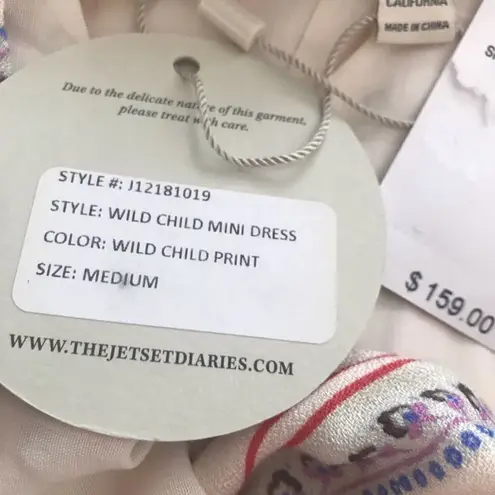 CALIFORNIA
MADE IN CHINA
Due to the delicate nature of this garment,
please treat with care.
STYLE #: J12181019
STYLE: WILD CHILD MINI DRESS
COLOR: WILD CHILD PRINT
SIZE: MEDIUM
$159.00
WWW.THEJETSETDIARIES.COM